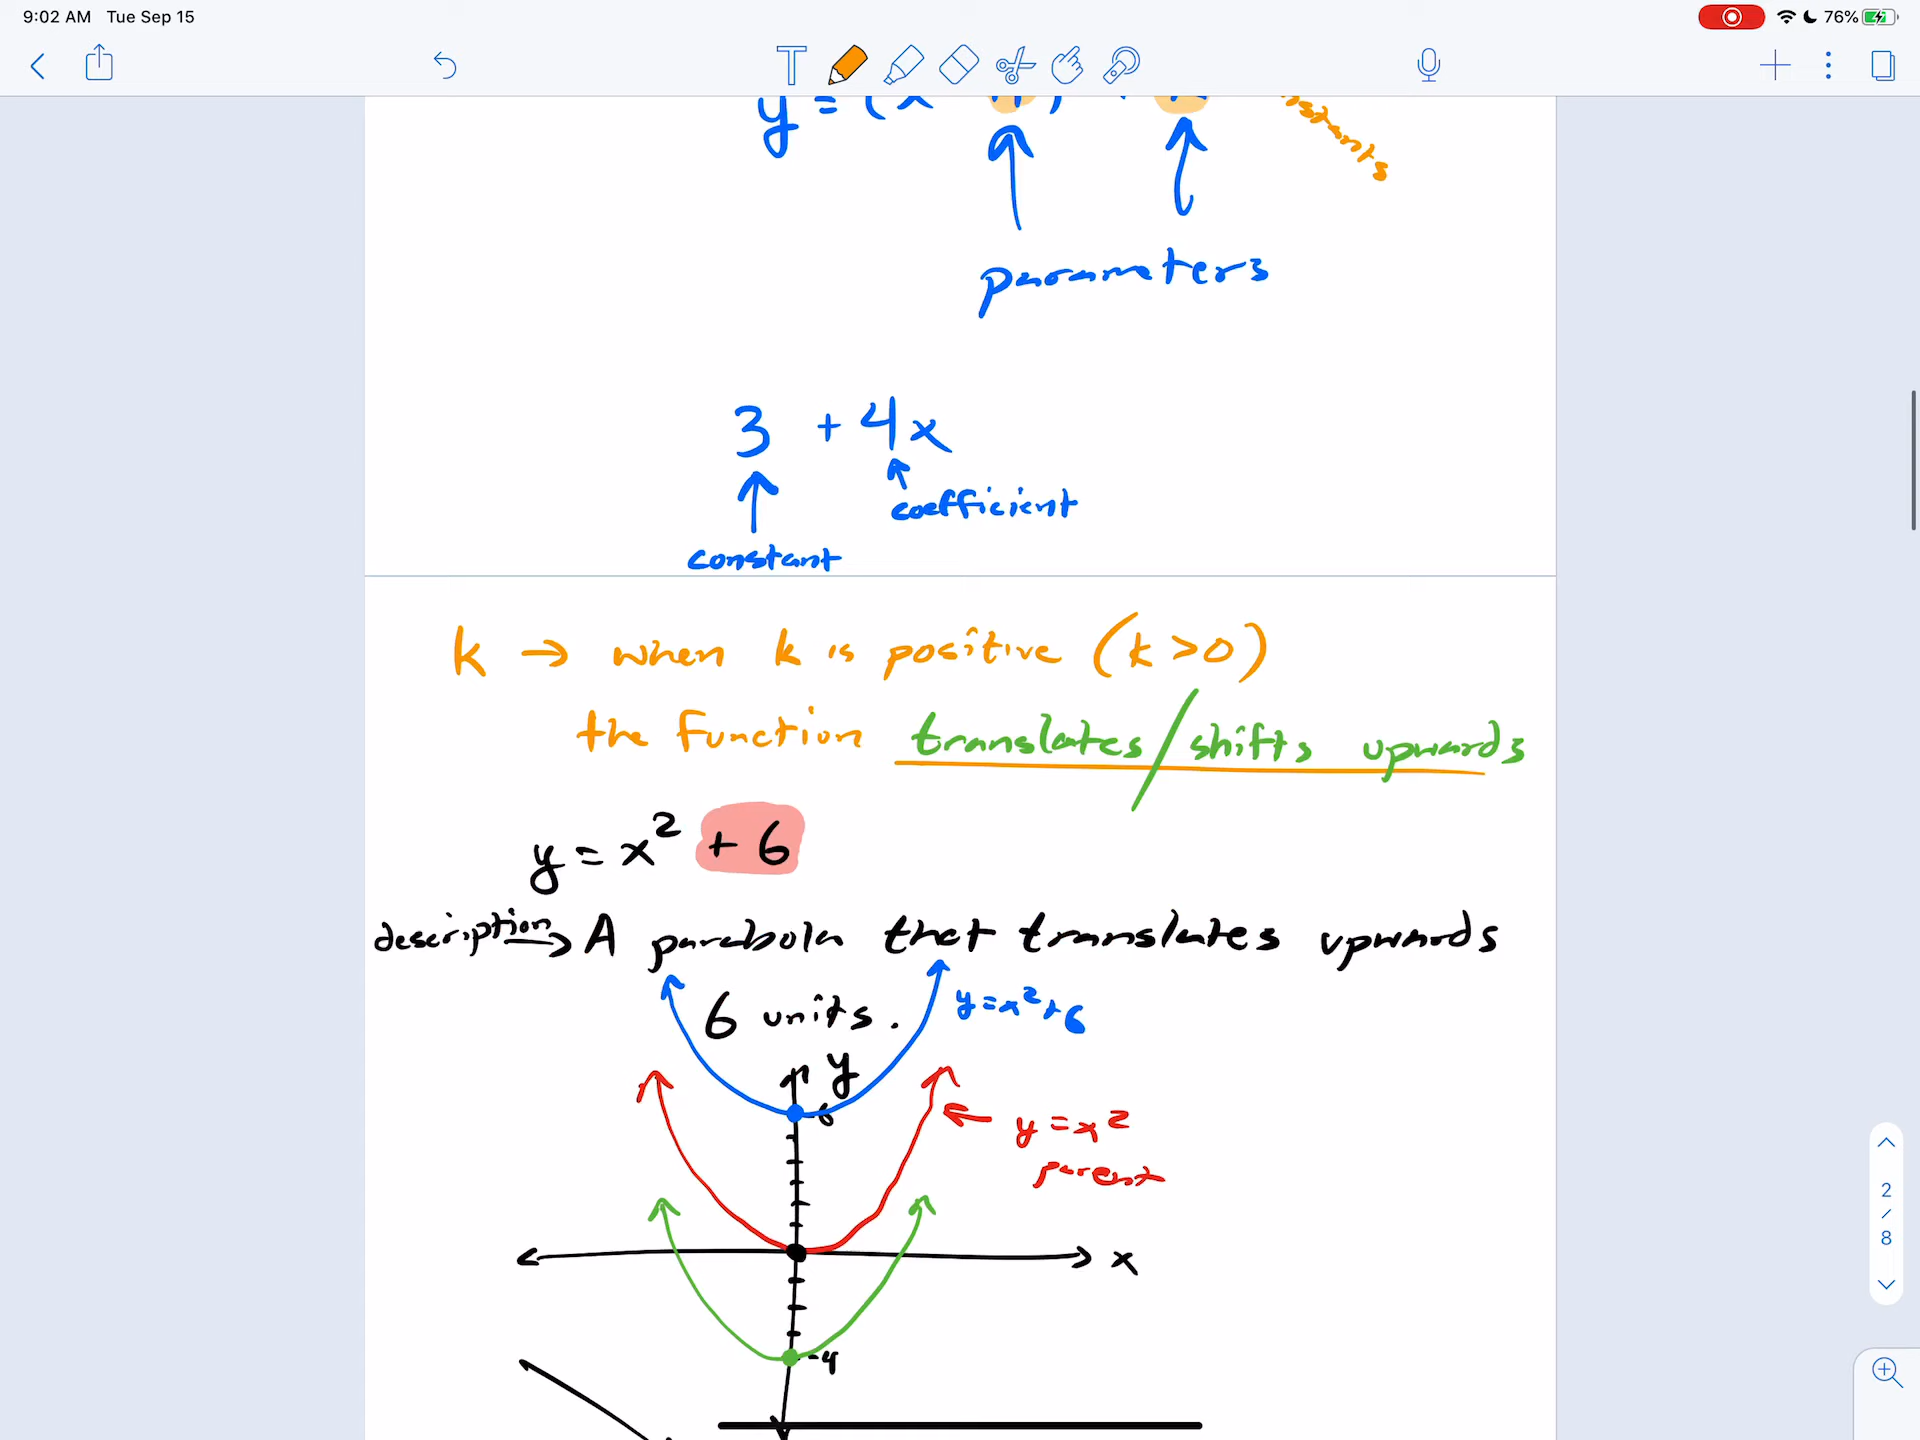 9:02 AM Tue Sep 15
76%
T
y = (x
parameters
3 + 4x
coefficient
constant
k → when k is positive (k > 0)
the function translates/shifts upwards
y = x² + 6
description → A parabola that translates upwards
6 units.
y = x² + 6
y
6
y = x²
parent
x
-4
2
/
8